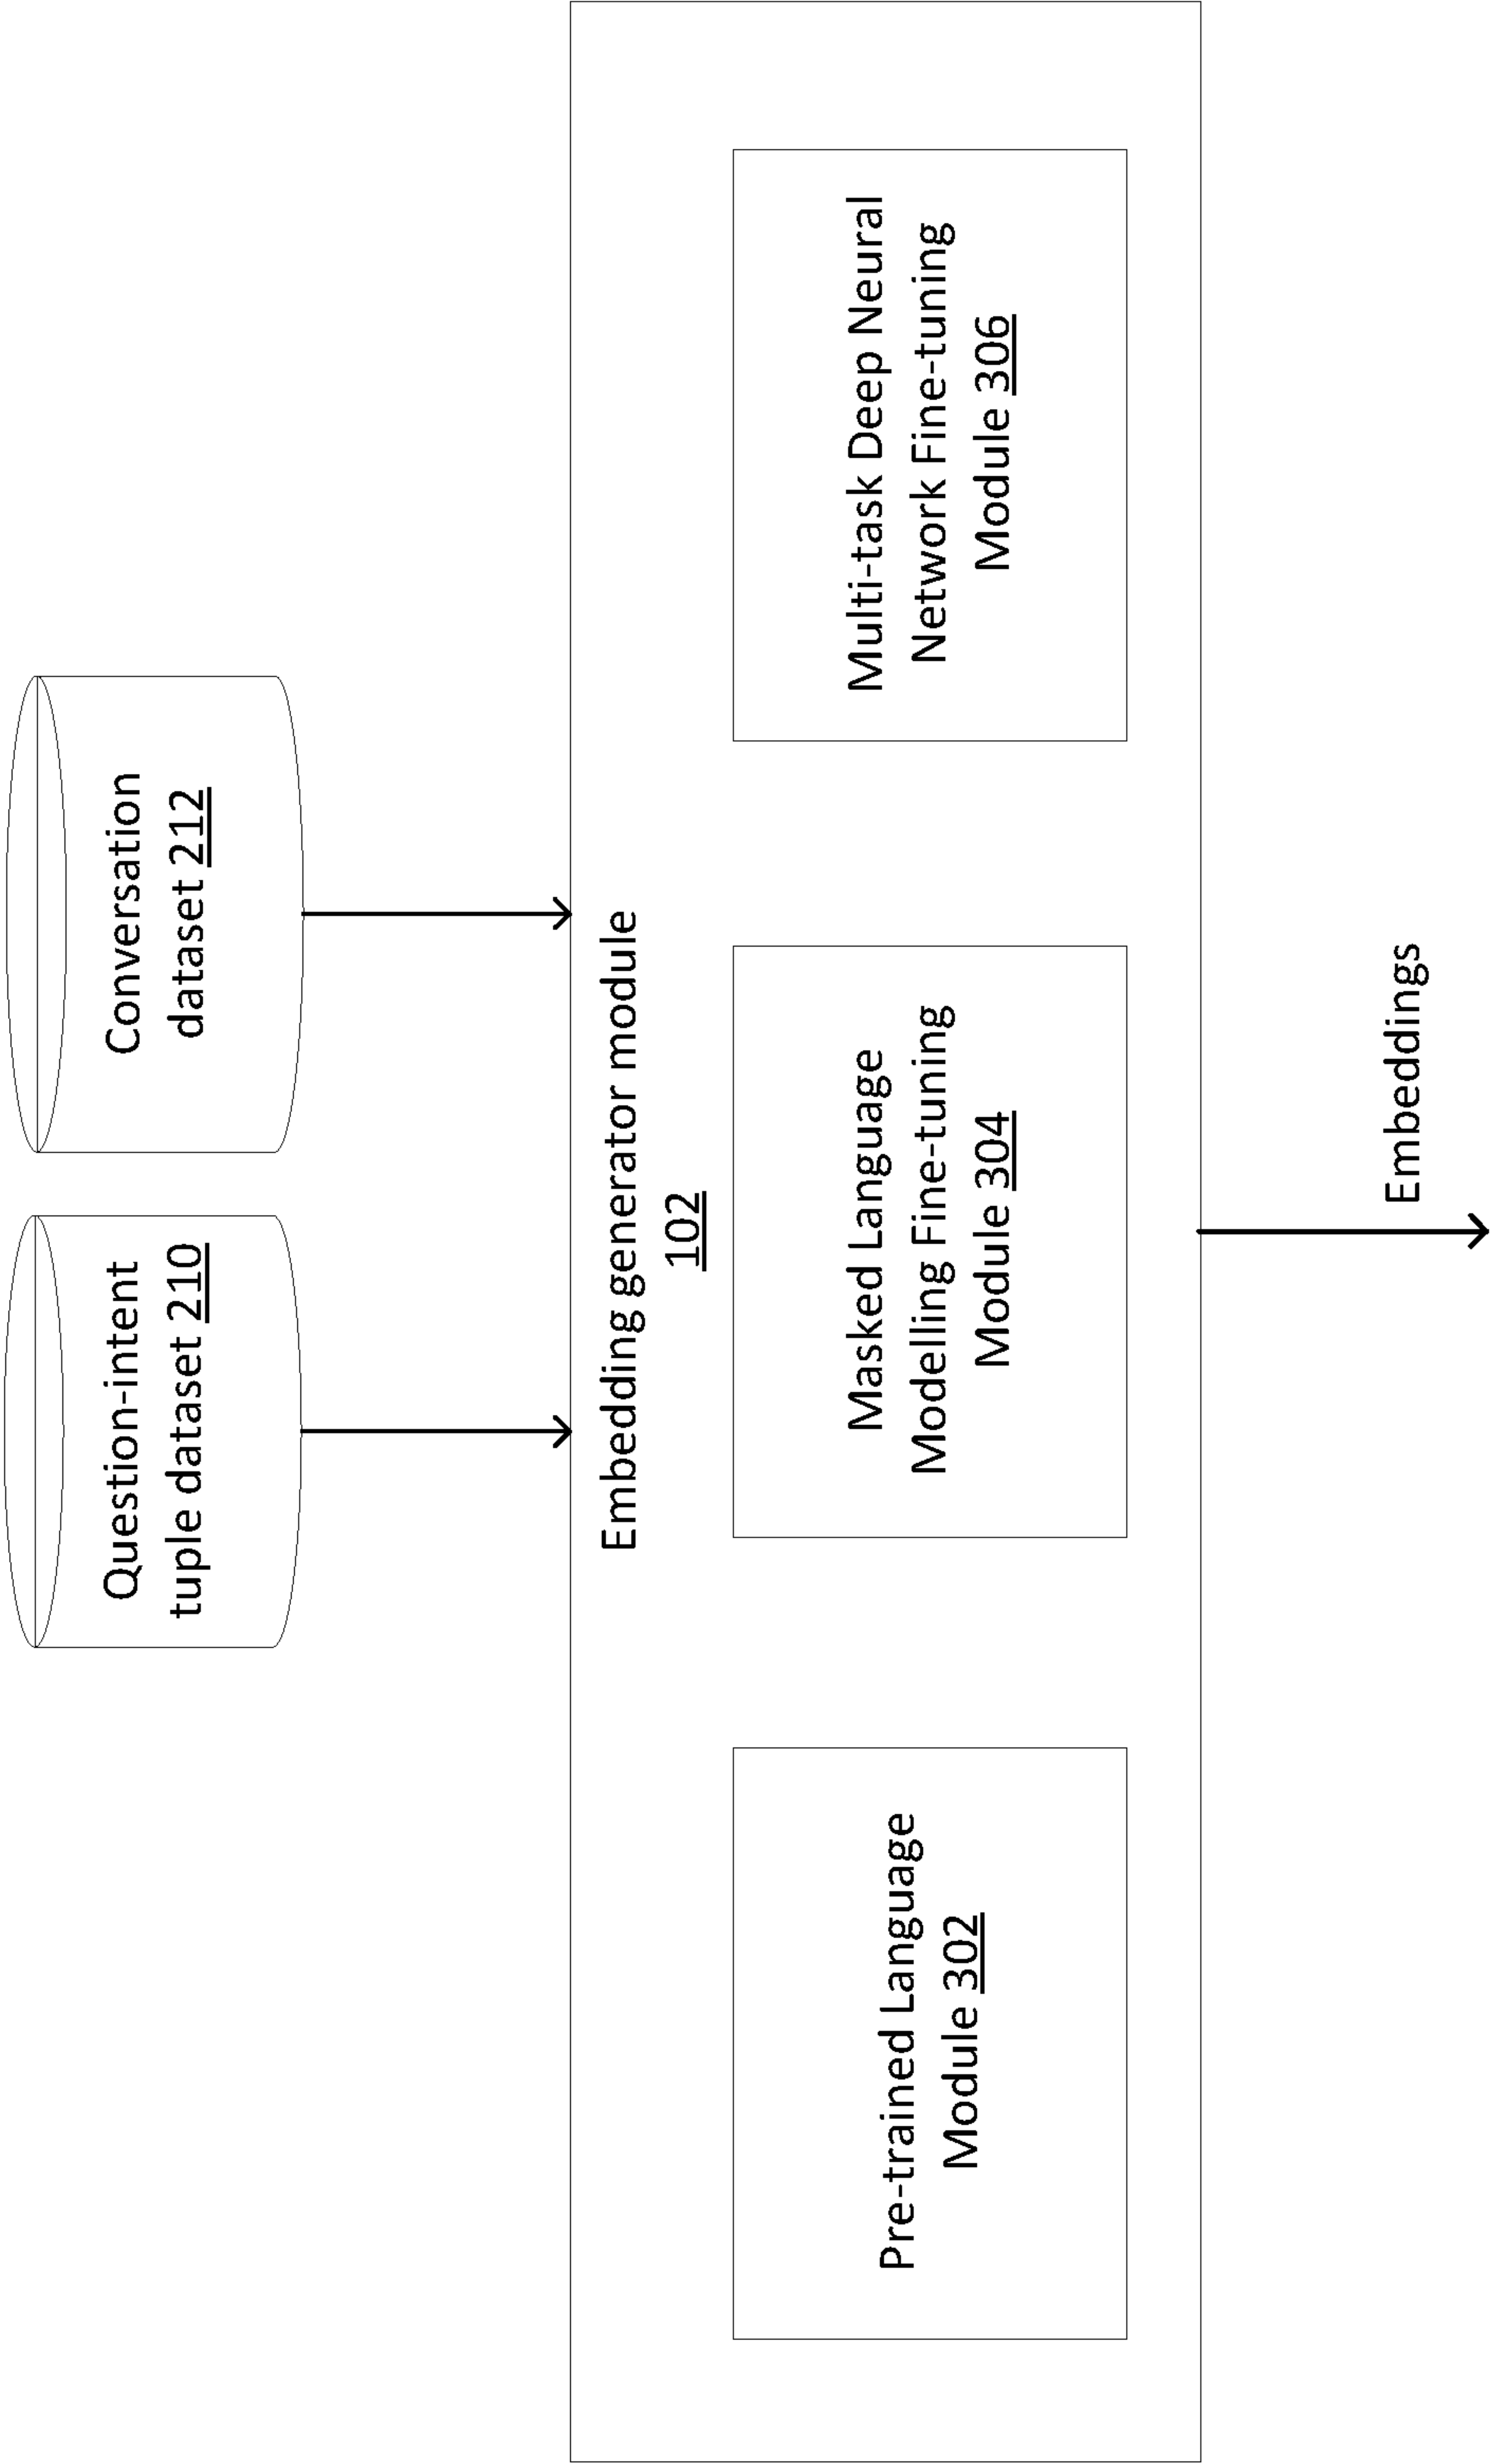 Question-intent
tuple dataset 210
Conversation
dataset 212
Embedding generator module
102
Pre-trained Language
Module 302
Masked Language
Modelling Fine-tuning
Module 304
Multi-task Deep Neural
Network Fine-tuning
Module 306
Embeddings